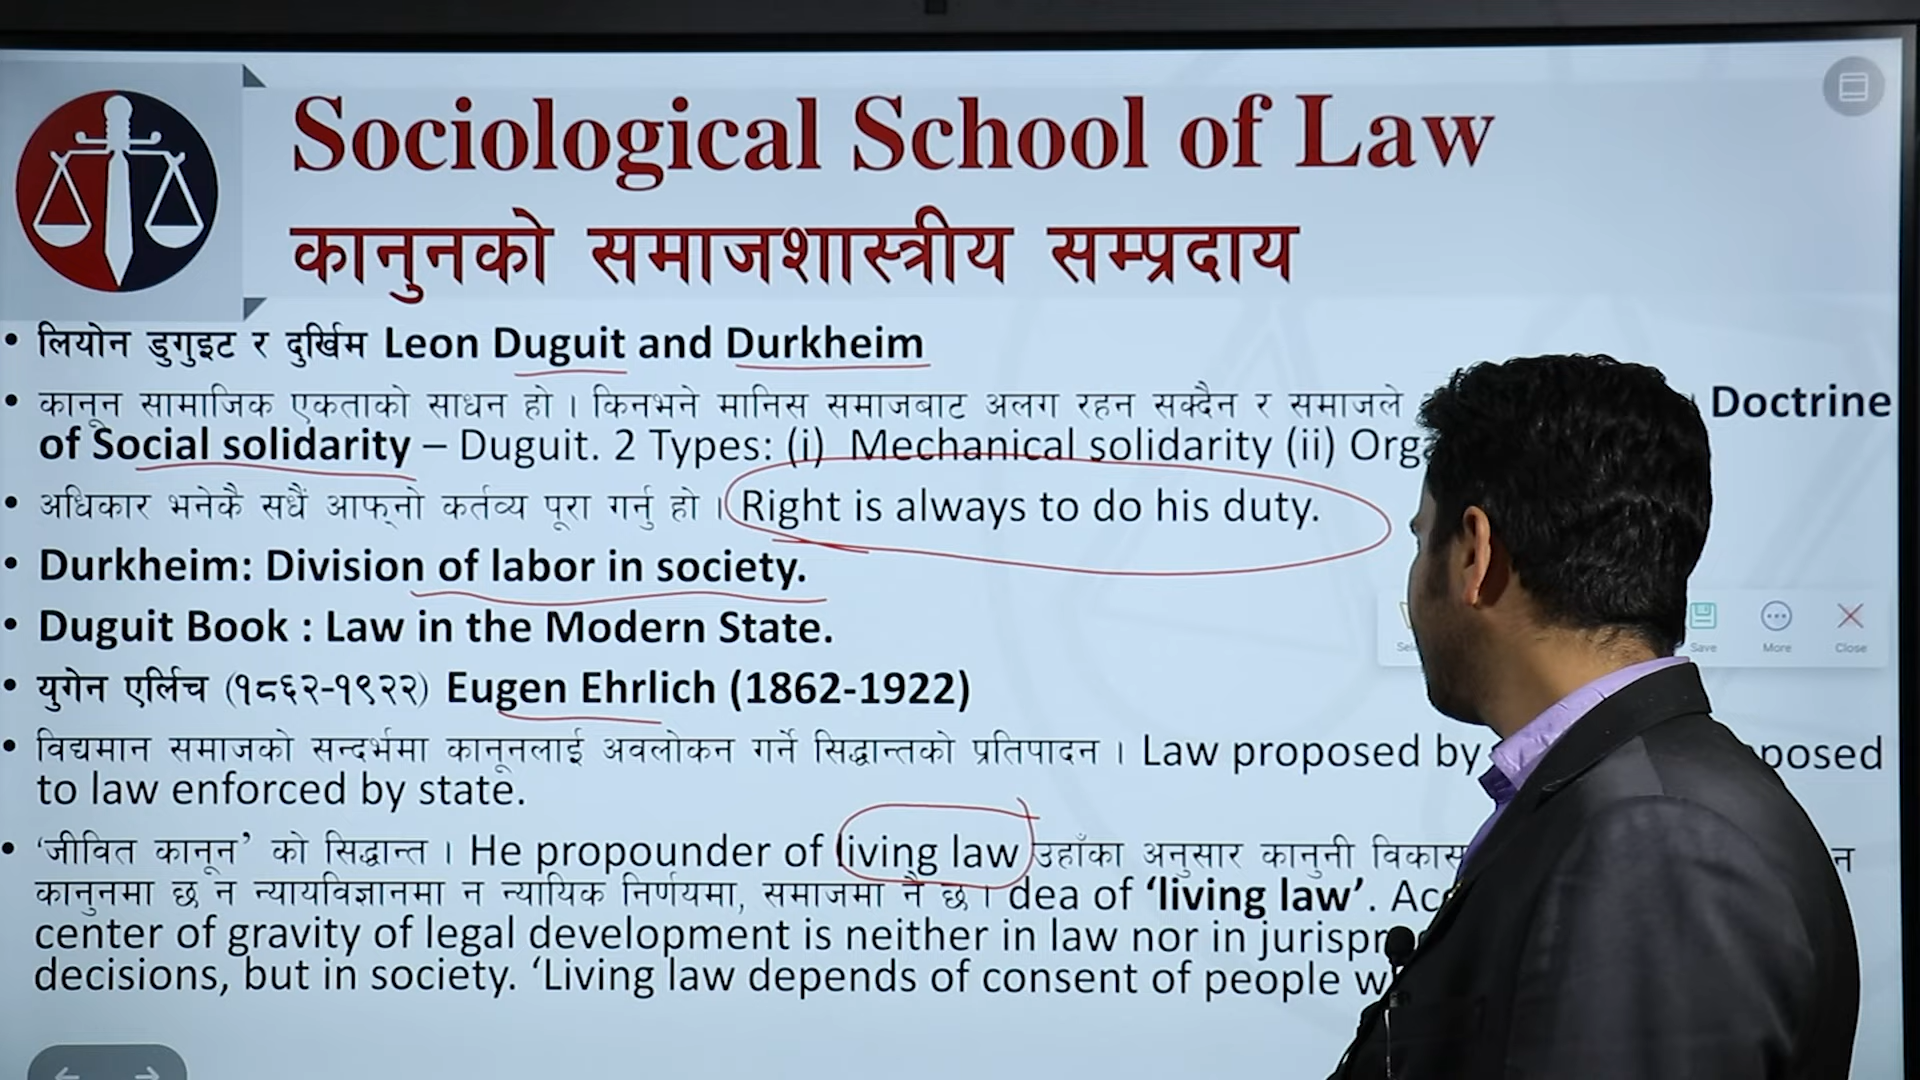 Sociological School of Law
कानुनको समाजशास्त्रीय सम्प्रदाय
• लियोन डुगुइट र दुर्खिम Leon Duguit and Durkheim
• कानून सामाजिक एकताको साधन हो । किनभने मानिस समाजबाट अलग रहन सक्दैन र समाजले Doctrine
of Social solidarity – Duguit. 2 Types: (i) Mechanical solidarity (ii)
• अधिकार भनेकै सधैं आफ्नो कर्तव्य पूरा गर्नु हो । Right is always to do his duty.
• Durkheim: Division of labor in society.
• Duguit Book : Law in the Modern State.
Save More Close
• युगेन एर्लिच (१८६२-१९२२) Eugen Ehrlich (1862-1922)
• विद्यमान समाजको सन्दर्भमा कानूनलाई अवलोकन गर्ने सिद्धान्तको प्रतिपादन । Law proposed by
to law enforced by state.
• ‘जीवित कानून’ को सिद्धान्त । He propounder of living law उहाँका अनुसार कानुनी न
कानुनमा छ न न्यायविज्ञानमा न न्यायिक निर्णयमा, समाजमा नै छ । dea of ‘living law’.
center of gravity of legal development is neither in law nor in
decisions, but in society. ‘Living law depends of consent of people